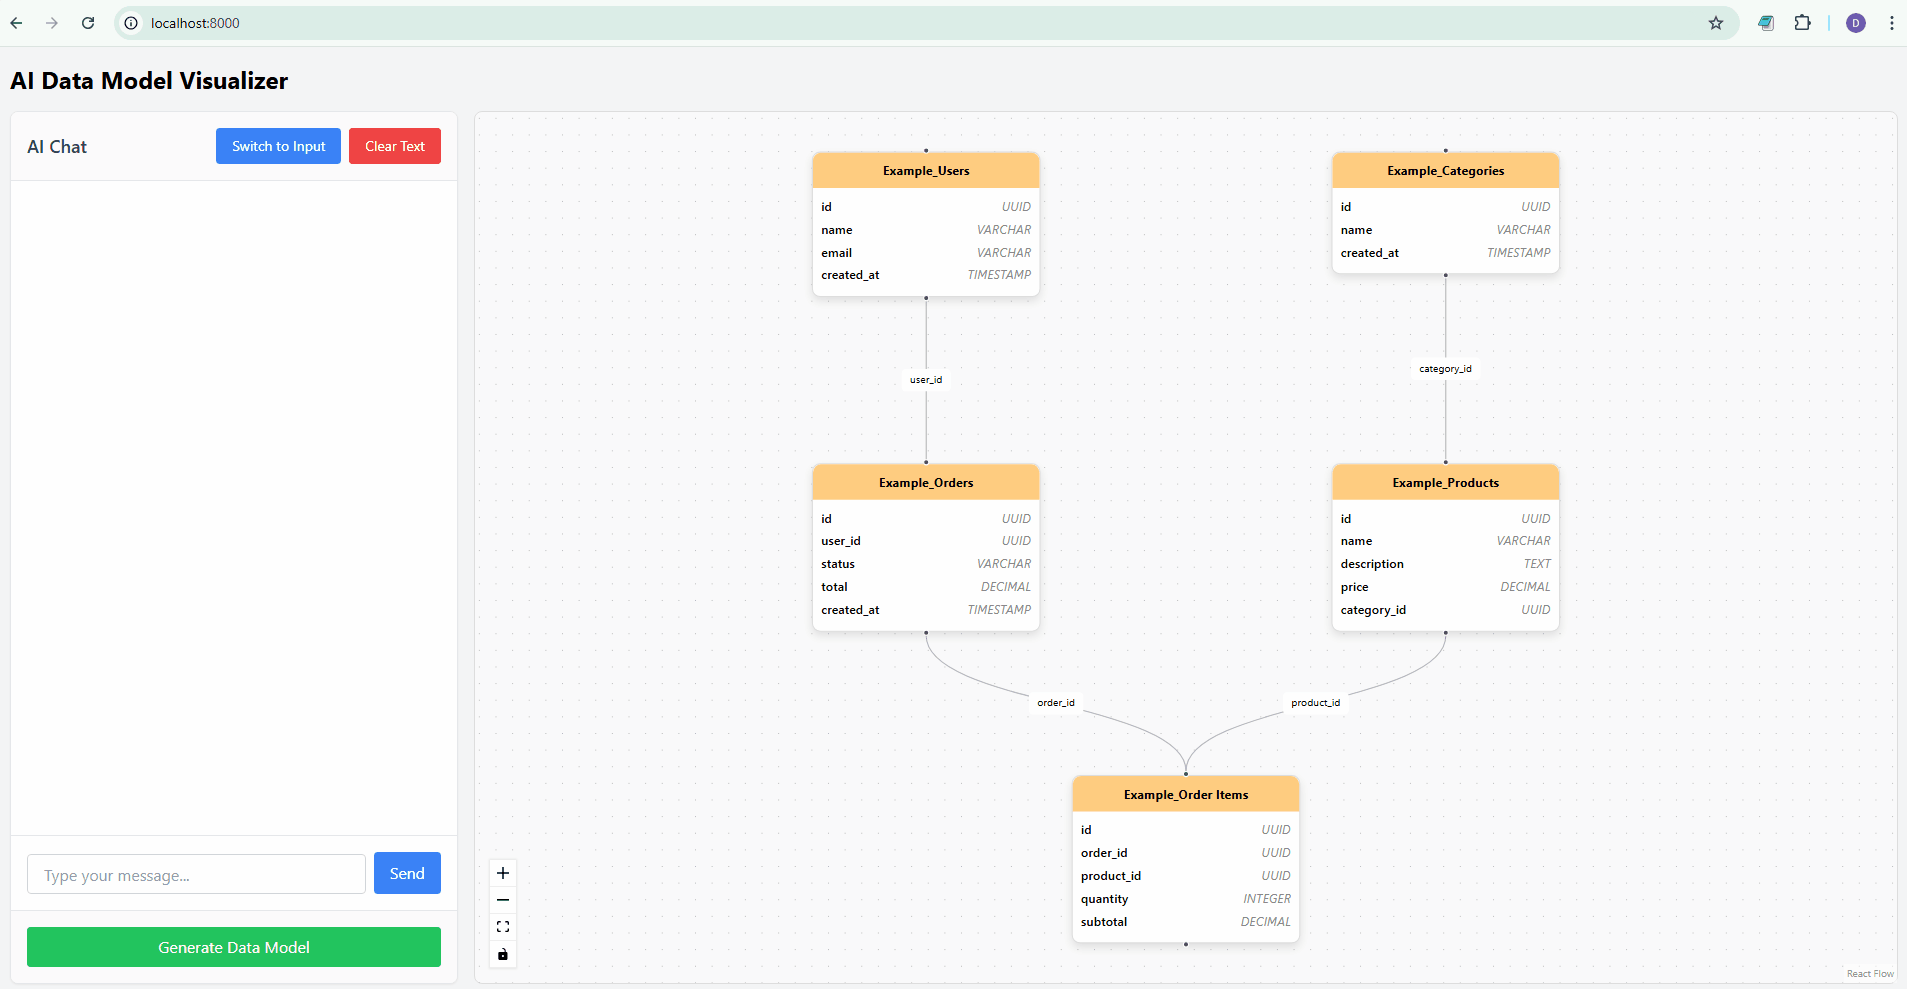 localhost:8000
D
AI Data Model Visualizer
AI Chat
Switch to Input
Clear Text
Type your message...
Send
Generate Data Model
Example_Users
id UUID
name VARCHAR
email VARCHAR
created_at TIMESTAMP
Example_Categories
id UUID
name VARCHAR
created_at TIMESTAMP
user_id
category_id
Example_Orders
id UUID
user_id UUID
status VARCHAR
total DECIMAL
created_at TIMESTAMP
Example_Products
id UUID
name VARCHAR
description TEXT
price DECIMAL
category_id UUID
order_id
product_id
Example_Order Items
id UUID
order_id UUID
product_id UUID
quantity INTEGER
subtotal DECIMAL
React Flow